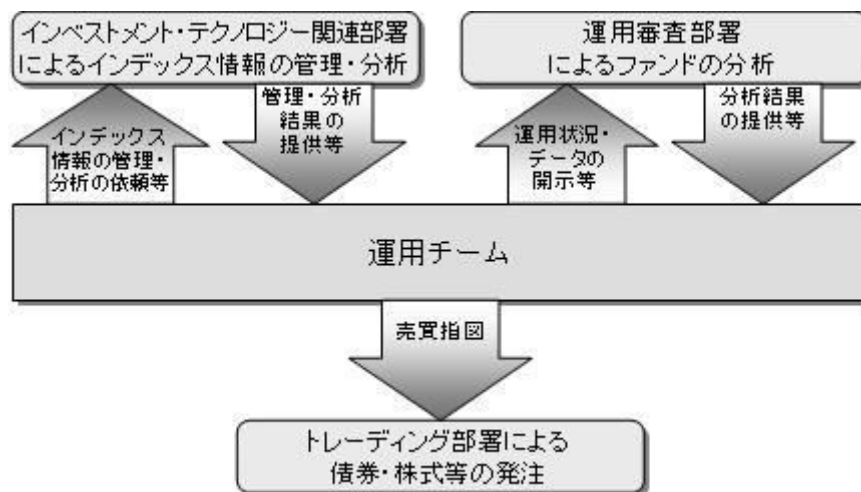 インベストメント・テクノロジー関連部署
によるインデックス情報の管理・分析
運用審査部署
によるファンドの分析
インデックス
情報の管理・
分析の依頼等
管理・分析
結果の
提供等
運用状況・
データの
開示等
分析結果
の提供等
運用チーム
売買指図
トレーディング部署による
債券・株式等の発注